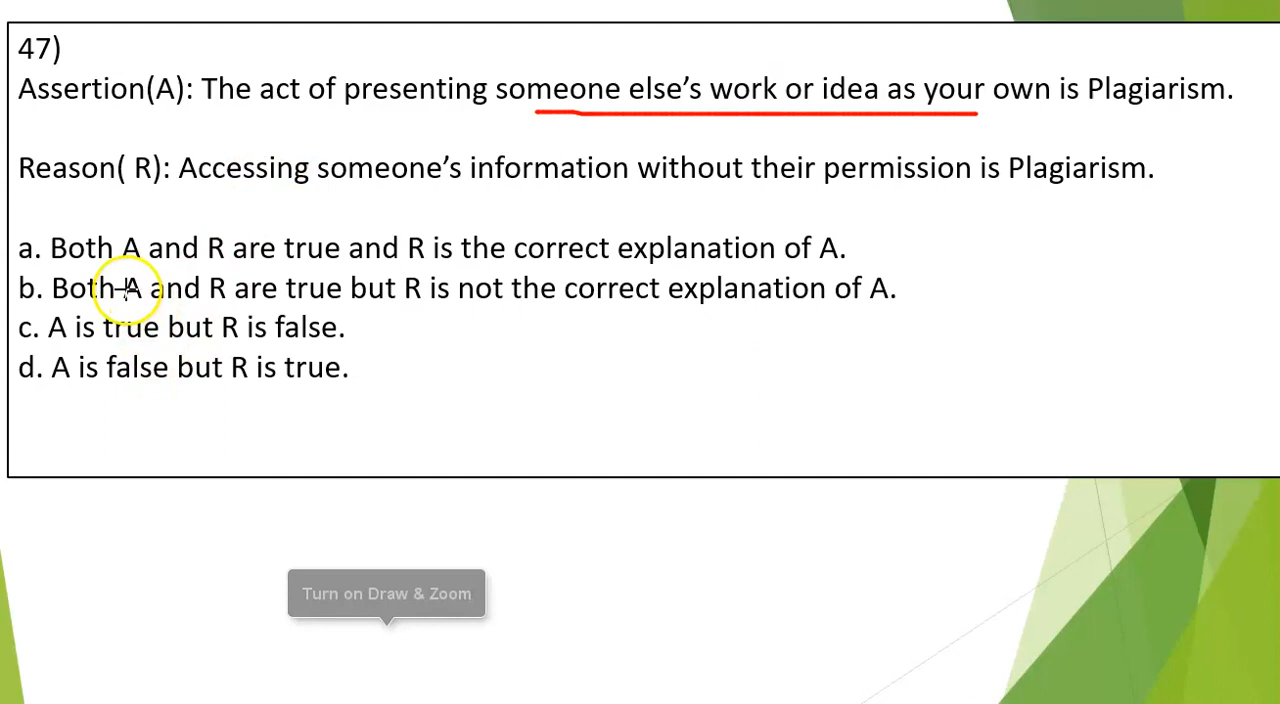 47)
Assertion(A): The act of presenting someone else’s work or idea as your own is Plagiarism.
Reason( R): Accessing someone’s information without their permission is Plagiarism.
a. Both A and R are true and R is the correct explanation of A.
b. Both A and R are true but R is not the correct explanation of A.
c. A is true but R is false.
d. A is false but R is true.
Turn on Draw & Zoom